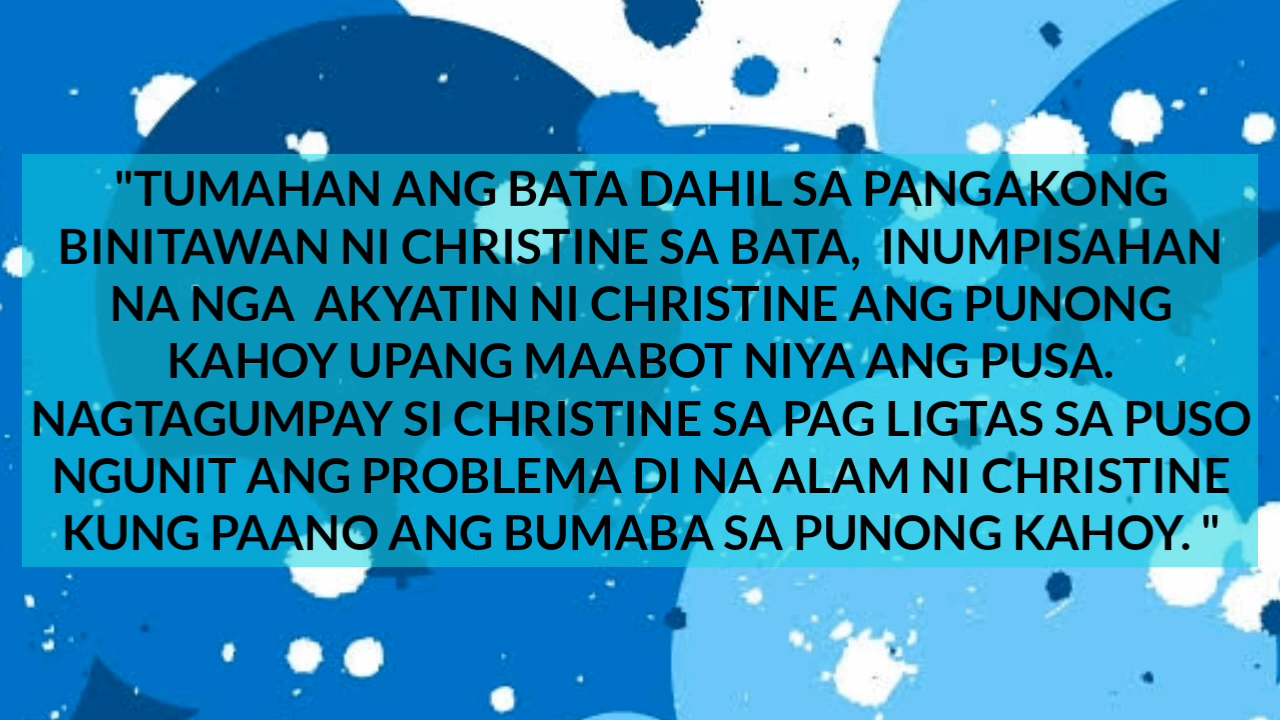 "TUMAHAN ANG BATA DAHIL SA PANGAKONG
BINITAWAN NI CHRISTINE SA BATA,  INUMPISAHAN
NA NGA  AKYATIN NI CHRISTINE ANG PUNONG
KAHOY UPANG MAABOT NIYA ANG PUSA.
NAGTAGUMPAY SI CHRISTINE SA PAG LIGTAS SA PUSO
NGUNIT ANG PROBLEMA DI NA ALAM NI CHRISTINE
KUNG PAANO ANG BUMABA SA PUNONG KAHOY. "